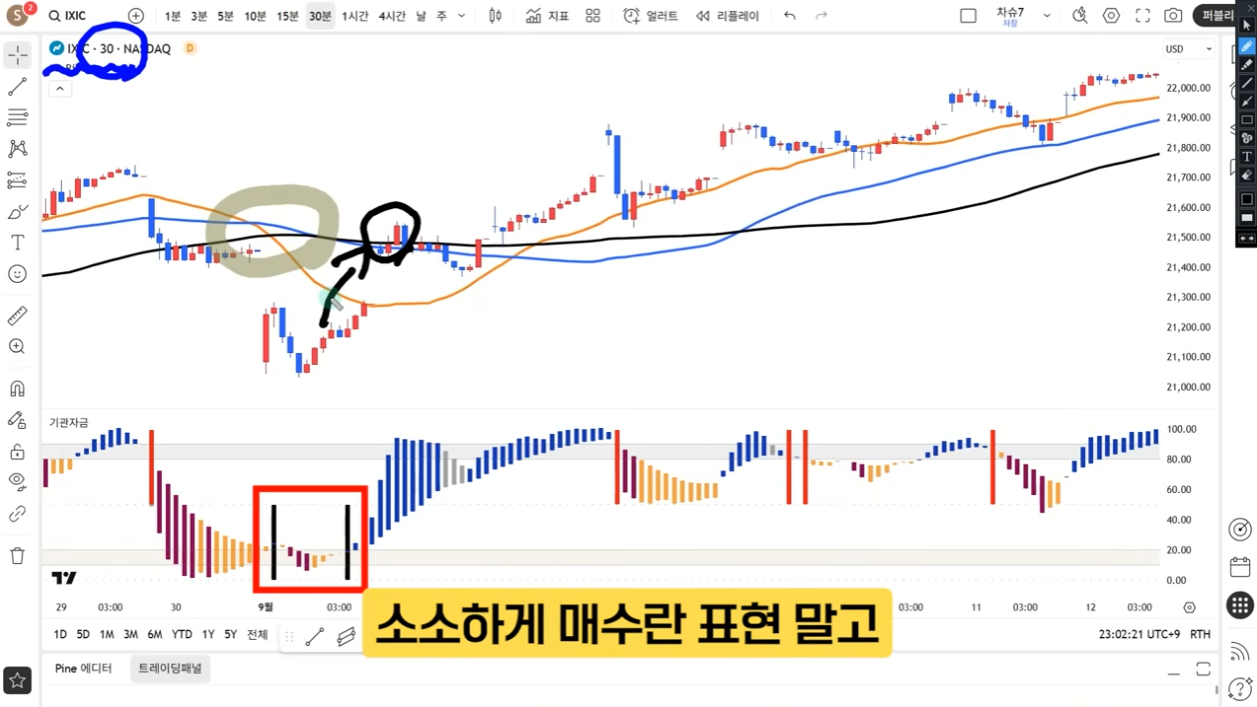 S 2 IXIC 1분 3분 5분 10분 15분 30분 1시간 4시간 날 주 지표 얼러트 리플레이 차슈7 저장 퍼블리
IXIC · 30 · NASDAQ D
USD
22,000.00
21,900.00
21,800.00
21,700.00
21,600.00
21,500.00
21,400.00
21,300.00
21,200.00
21,100.00
21,000.00
기관자금
100.00
80.00
60.00
40.00
20.00
0.00
29 03:00 30 9월 03:00 03:00 11 03:00 12 03:00
소소하게 매수란 표현 말고
1D 5D 1M 3M 6M YTD 1Y 5Y 전체 23:02:21 UTC+9 RTH
Pine 에디터 트레이딩패널